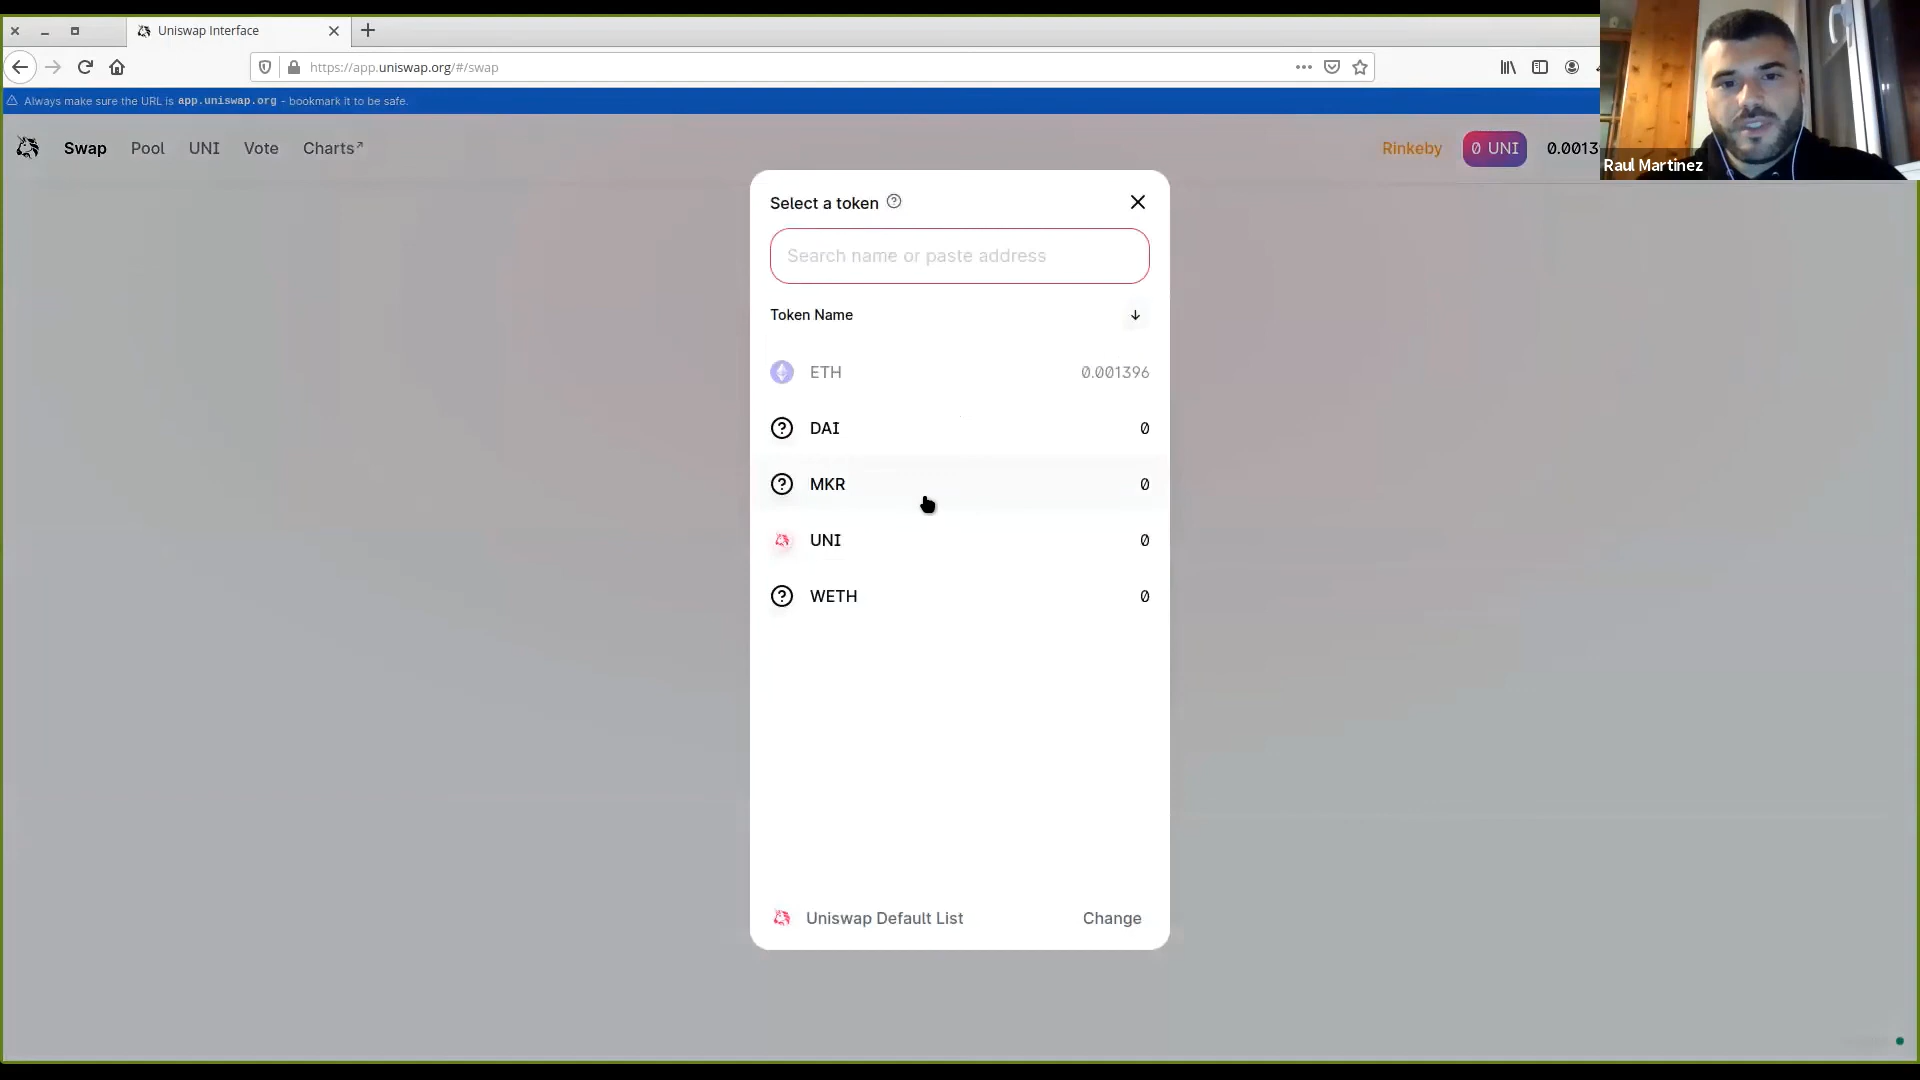 Uniswap Interface
https://app.uniswap.org/#/swap
Always make sure the URL is app.uniswap.org - bookmark it to be safe.
Swap Pool UNI Vote Charts↗
Rinkeby 0 UNI 0.0013
Raul Martinez
Select a token
Search name or paste address
Token Name
ETH 0.001396
DAI 0
MKR 0
UNI 0
WETH 0
Uniswap Default List Change